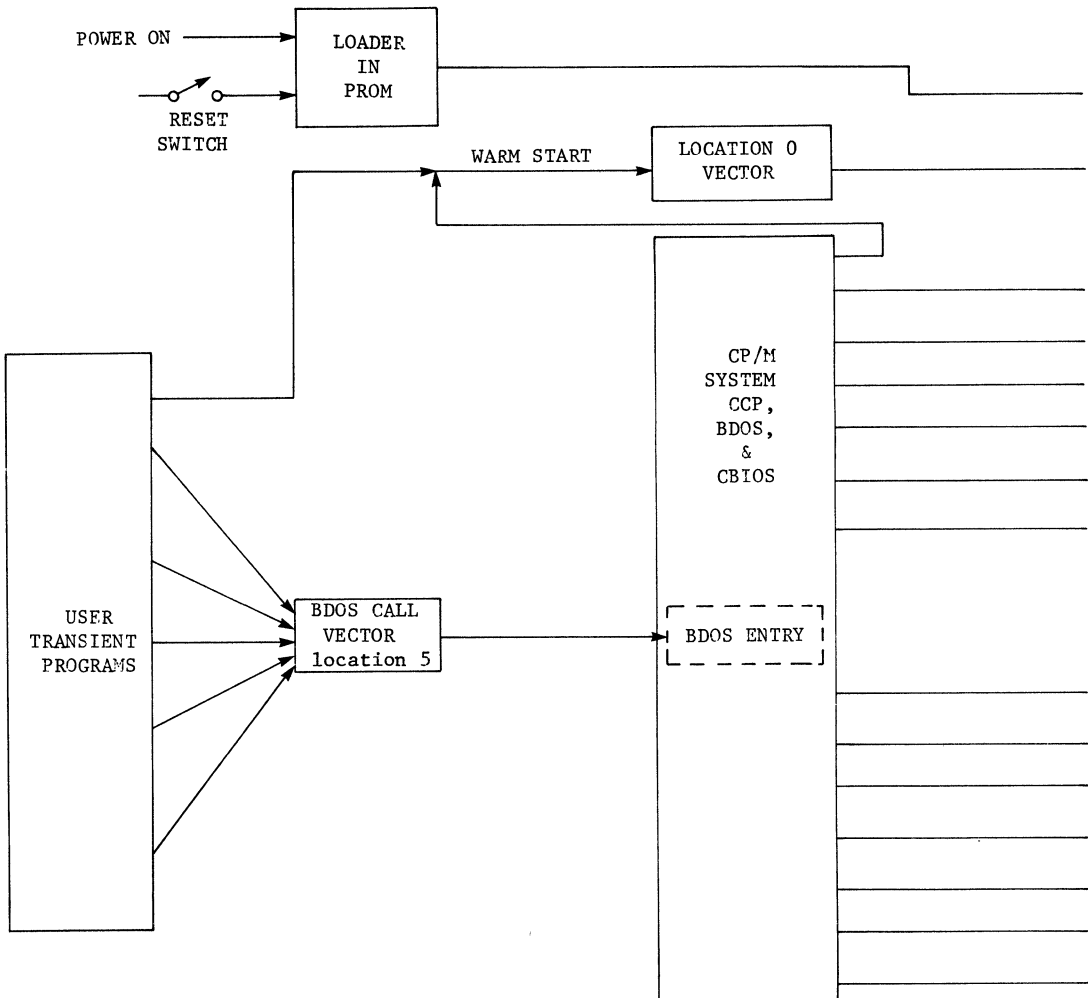 POWER ON
LOADER
IN
PROM
RESET
SWITCH
WARM START
LOCATION 0
VECTOR
CP/M
SYSTEM
CCP,
BDOS,
&
CBIOS
USER
TRANSIENT
PROGRAMS
BDOS CALL
VECTOR
location 5
BDOS ENTRY